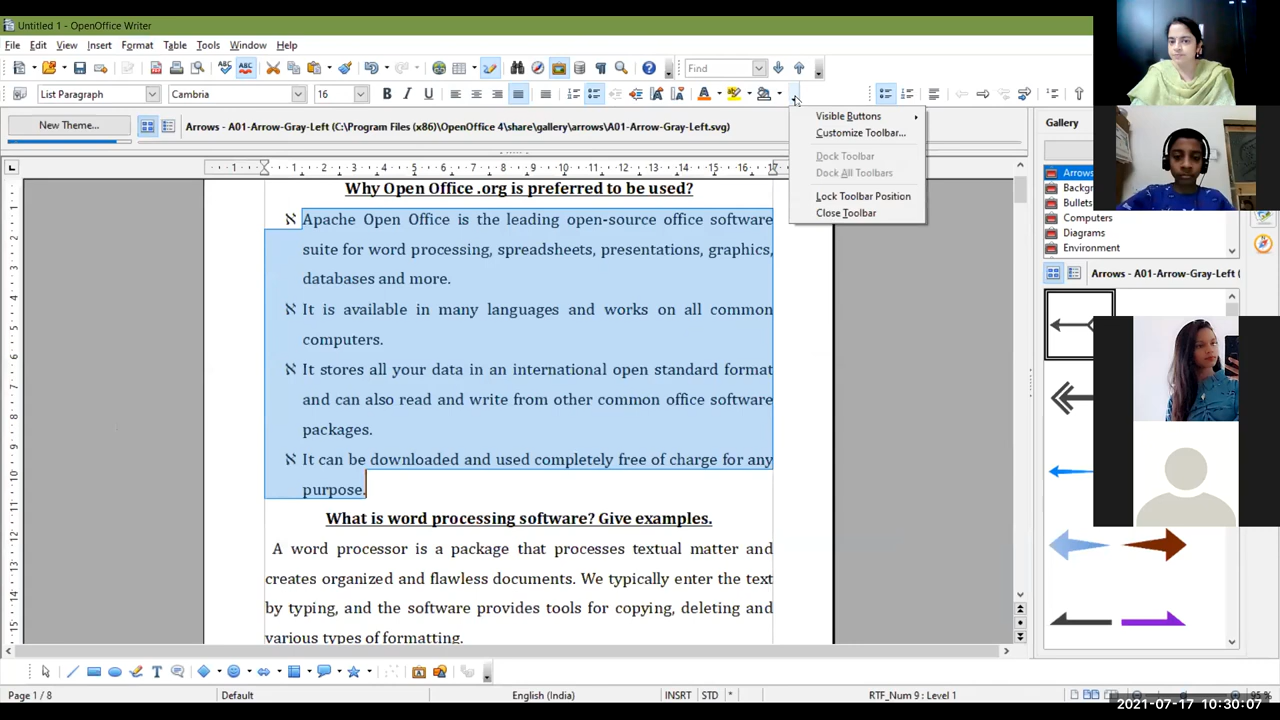 Untitled 1 - OpenOffice Writer
File Edit View Insert Format Table Tools Window Help
Find
List Paragraph Cambria 16 B I U
Visible Buttons
Customize Toolbar...
Dock Toolbar
Dock All Toolbars
Lock Toolbar Position
Close Toolbar
New Theme... Arrows - A01-Arrow-Gray-Left (C:\Program Files (x86)\OpenOffice 4\share\gallery\arrows\A01-Arrow-Gray-Left.svg)
Gallery
Arrows
Backgr
Bullets
Computers
Diagrams
Environment
Arrows - A01-Arrow-Gray-Left (
Why Open Office .org is preferred to be used?
ℵ Apache Open Office is the leading open-source office software
suite for word processing, spreadsheets, presentations, graphics,
databases and more.
ℵ It is available in many languages and works on all common
computers.
ℵ It stores all your data in an international open standard format
and can also read and write from other common office software
packages.
ℵ It can be downloaded and used completely free of charge for any
purpose.
What is word processing software? Give examples.
A word processor is a package that processes textual matter and
creates organized and flawless documents. We typically enter the text
by typing, and the software provides tools for copying, deleting and
various types of formatting.
Page 1 / 8 Default English (India) INSRT STD * RTF_Num 9 : Level 1 95 %
2021-07-17 10:30:07